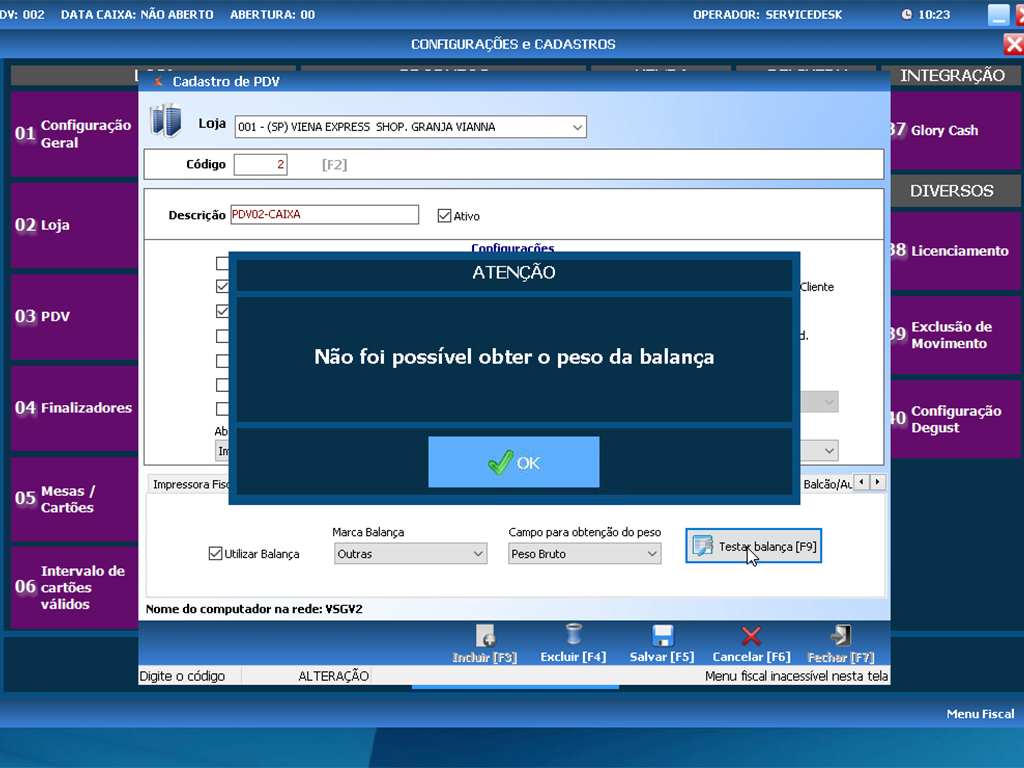 DV: 002 DATA CAIXA: NÃO ABERTO ABERTURA: 00 OPERADOR: SERVICEDESK 10:23
CONFIGURAÇÕES e CADASTROS
INTEGRAÇÃO
Cadastro de PDV
Loja 001 - (SP) VIENA EXPRESS SHOP. GRANJA VIANNA
Código 2 [F2]
Descrição PDV02-CAIXA Ativo
Configurações
Cliente
d.
Ab
Im
ATENÇÃO
Não foi possível obter o peso da balança
OK
Impressora Fisc
Balcão/Au
Marca Balança
Campo para obtenção do peso
Utilizar Balança Outras Peso Bruto Testar balança [F9]
Nome do computador na rede: VSGV2
Incluir [F3] Excluir [F4] Salvar [F5] Cancelar [F6] Fechar [F7]
Digite o código ALTERAÇÃO Menu fiscal inacessível nesta tela
01 Configuração
Geral
02 Loja
03 PDV
04 Finalizadores
05 Mesas /
Cartões
06 Intervalo de
cartões
válidos
37 Glory Cash
DIVERSOS
38 Licenciamento
39 Exclusão de
Movimento
40 Configuração
Degust
Menu Fiscal